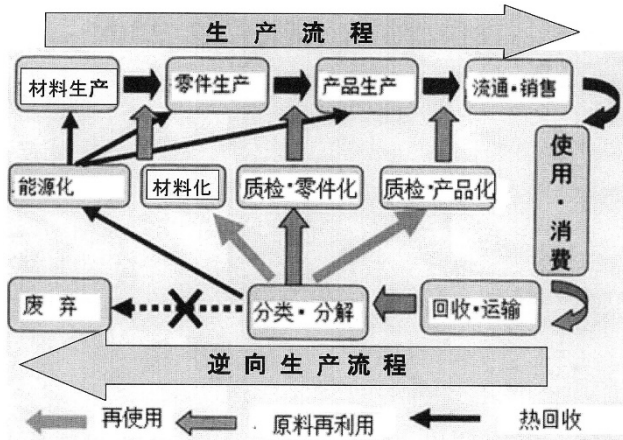 生产流程
材料生产
零件生产
产品生产
流通·销售
使用·消费
能源化
材料化
质检·零件化
质检·产品化
废弃
分类·分解
回收·运输
逆向生产流程
再使用
原料再利用
热回收